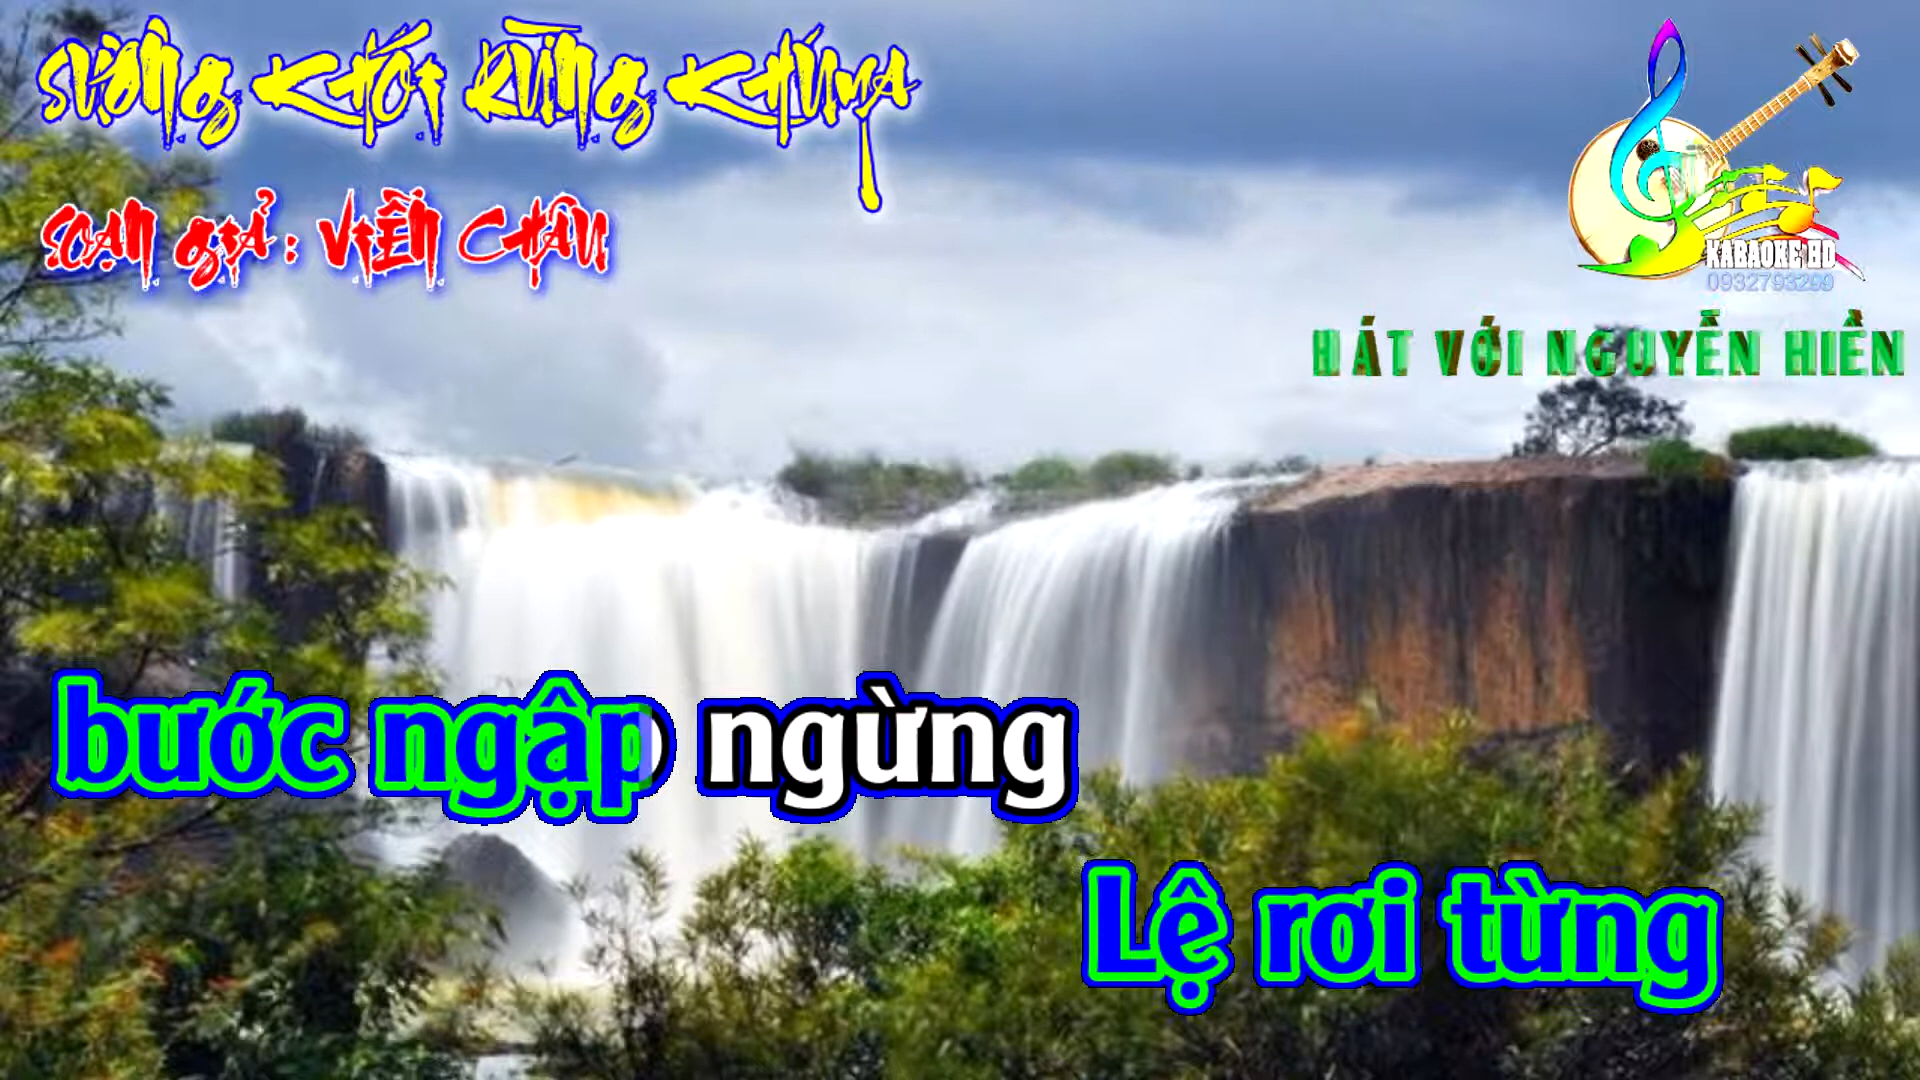 SƯƠNG KHÓI RỪNG KHUYA
SOẠN GIẢ : VIỄN CHÂU
KARAOKE HD
0932793299
HÁT VỚI NGUYỄN HIỀN
bước ngập ngừng
Lệ rơi từng